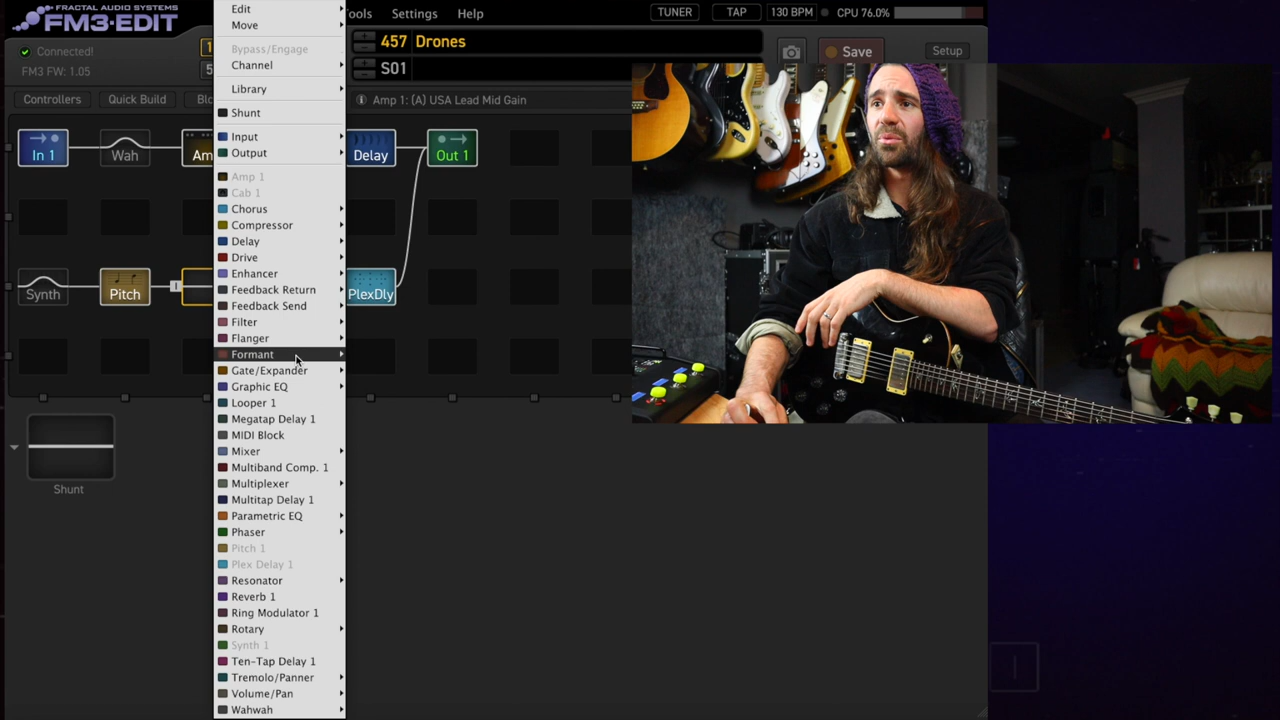 FRACTAL AUDIO SYSTEMS
FM3-EDIT
Connected!
FM3 FW: 1.05
ools Settings Help
TUNER TAP 130 BPM CPU 76.0%
457 Drones
S01
Save
Setup
Controllers Quick Build
Amp 1: (A) USA Lead Mid Gain
In 1
Wah
Am
Delay
Out 1
Synth
Pitch
PlexDly
Shunt
Edit
Move
Bypass/Engage
Channel
Library
Shunt
Input
Output
Amp 1
Cab 1
Chorus
Compressor
Delay
Drive
Enhancer
Feedback Return
Feedback Send
Filter
Flanger
Formant
Gate/Expander
Graphic EQ
Looper 1
Megatap Delay 1
MIDI Block
Mixer
Multiband Comp. 1
Multiplexer
Multitap Delay 1
Parametric EQ
Phaser
Pitch 1
Plex Delay 1
Resonator
Reverb 1
Ring Modulator 1
Rotary
Synth 1
Ten-Tap Delay 1
Tremolo/Panner
Volume/Pan
Wahwah